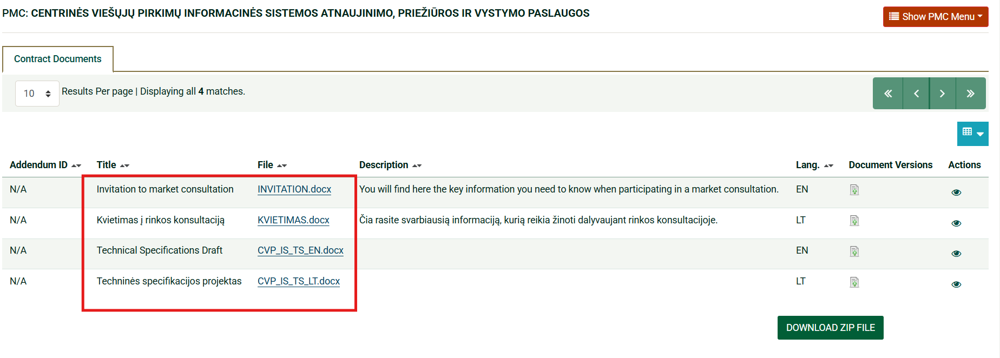 PMC: CENTRINĖS VIEŠŲJŲ PIRKIMŲ INFORMACINĖS SISTEMOS ATNAUJINIMO, PRIEŽIŪROS IR VYSTYMO PASLAUGOS
Show PMC Menu
Contract Documents
10 Results Per page | Displaying all 4 matches.
Addendum ID Title File Description Lang. Document Versions Actions
N/A Invitation to market consultation INVITATION.docx You will find here the key information you need to know when participating in a market consultation. EN
N/A Kvietimas į rinkos konsultaciją KVIETIMAS.docx Čia rasite svarbiausią informaciją, kurią reikia žinoti dalyvaujant rinkos konsultacijoje. LT
N/A Technical Specifications Draft CVP_IS_TS_EN.docx EN
N/A Techninės specifikacijos projektas CVP_IS_TS_LT.docx LT
DOWNLOAD ZIP FILE